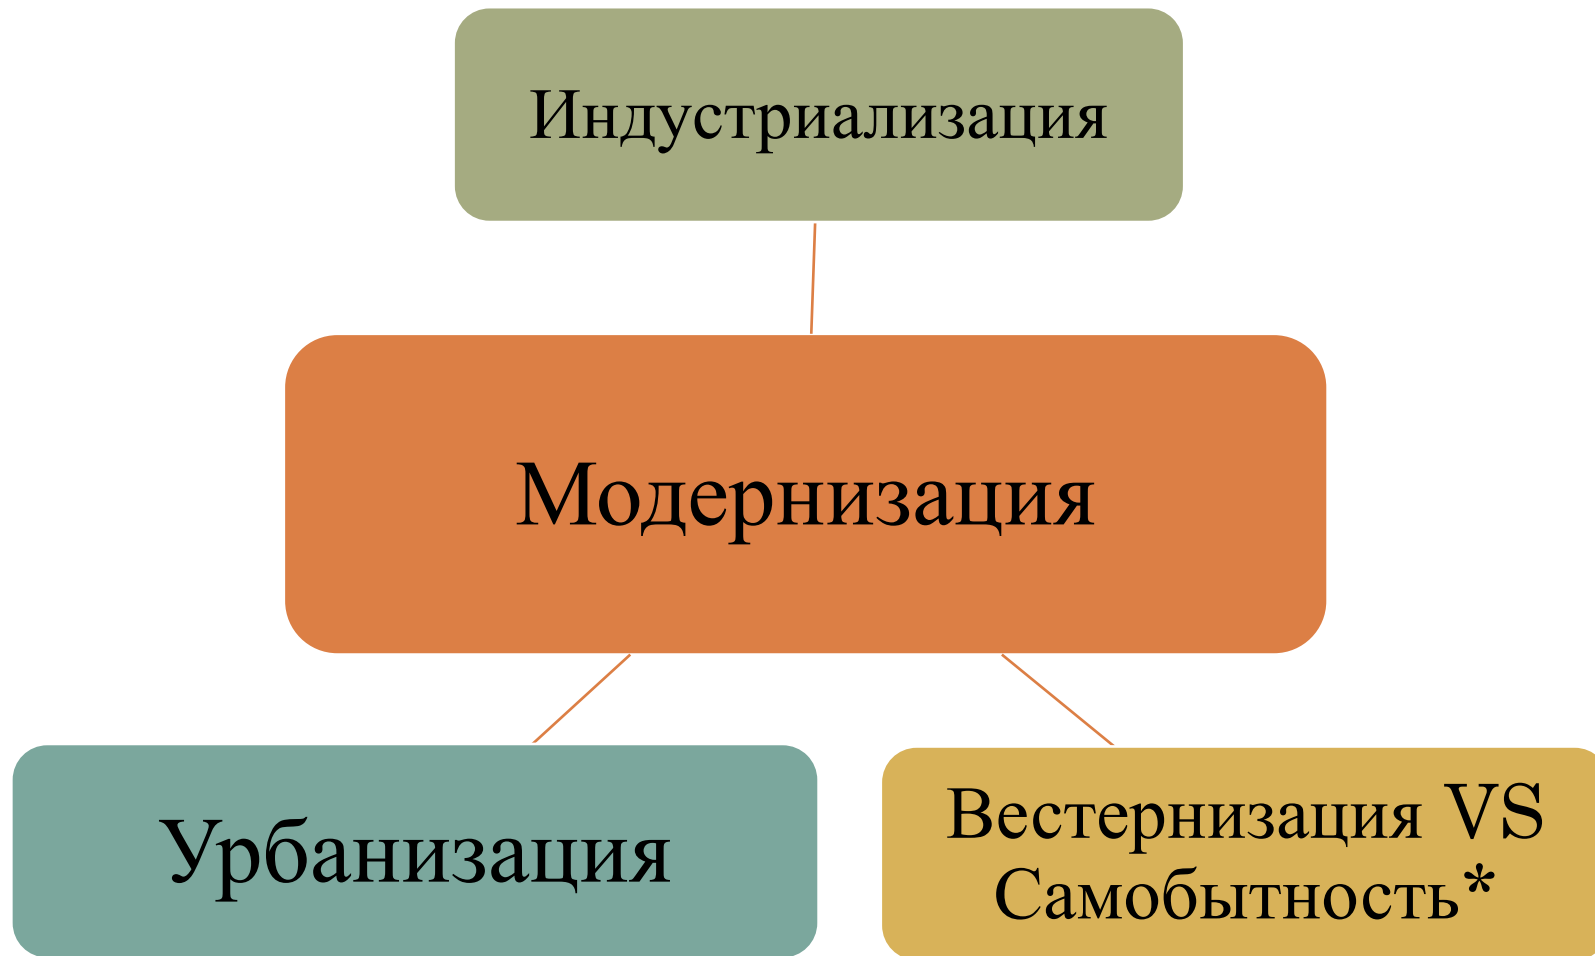 Индустриализация
Модернизация
Урбанизация
Вестернизация VS
Самобытность*